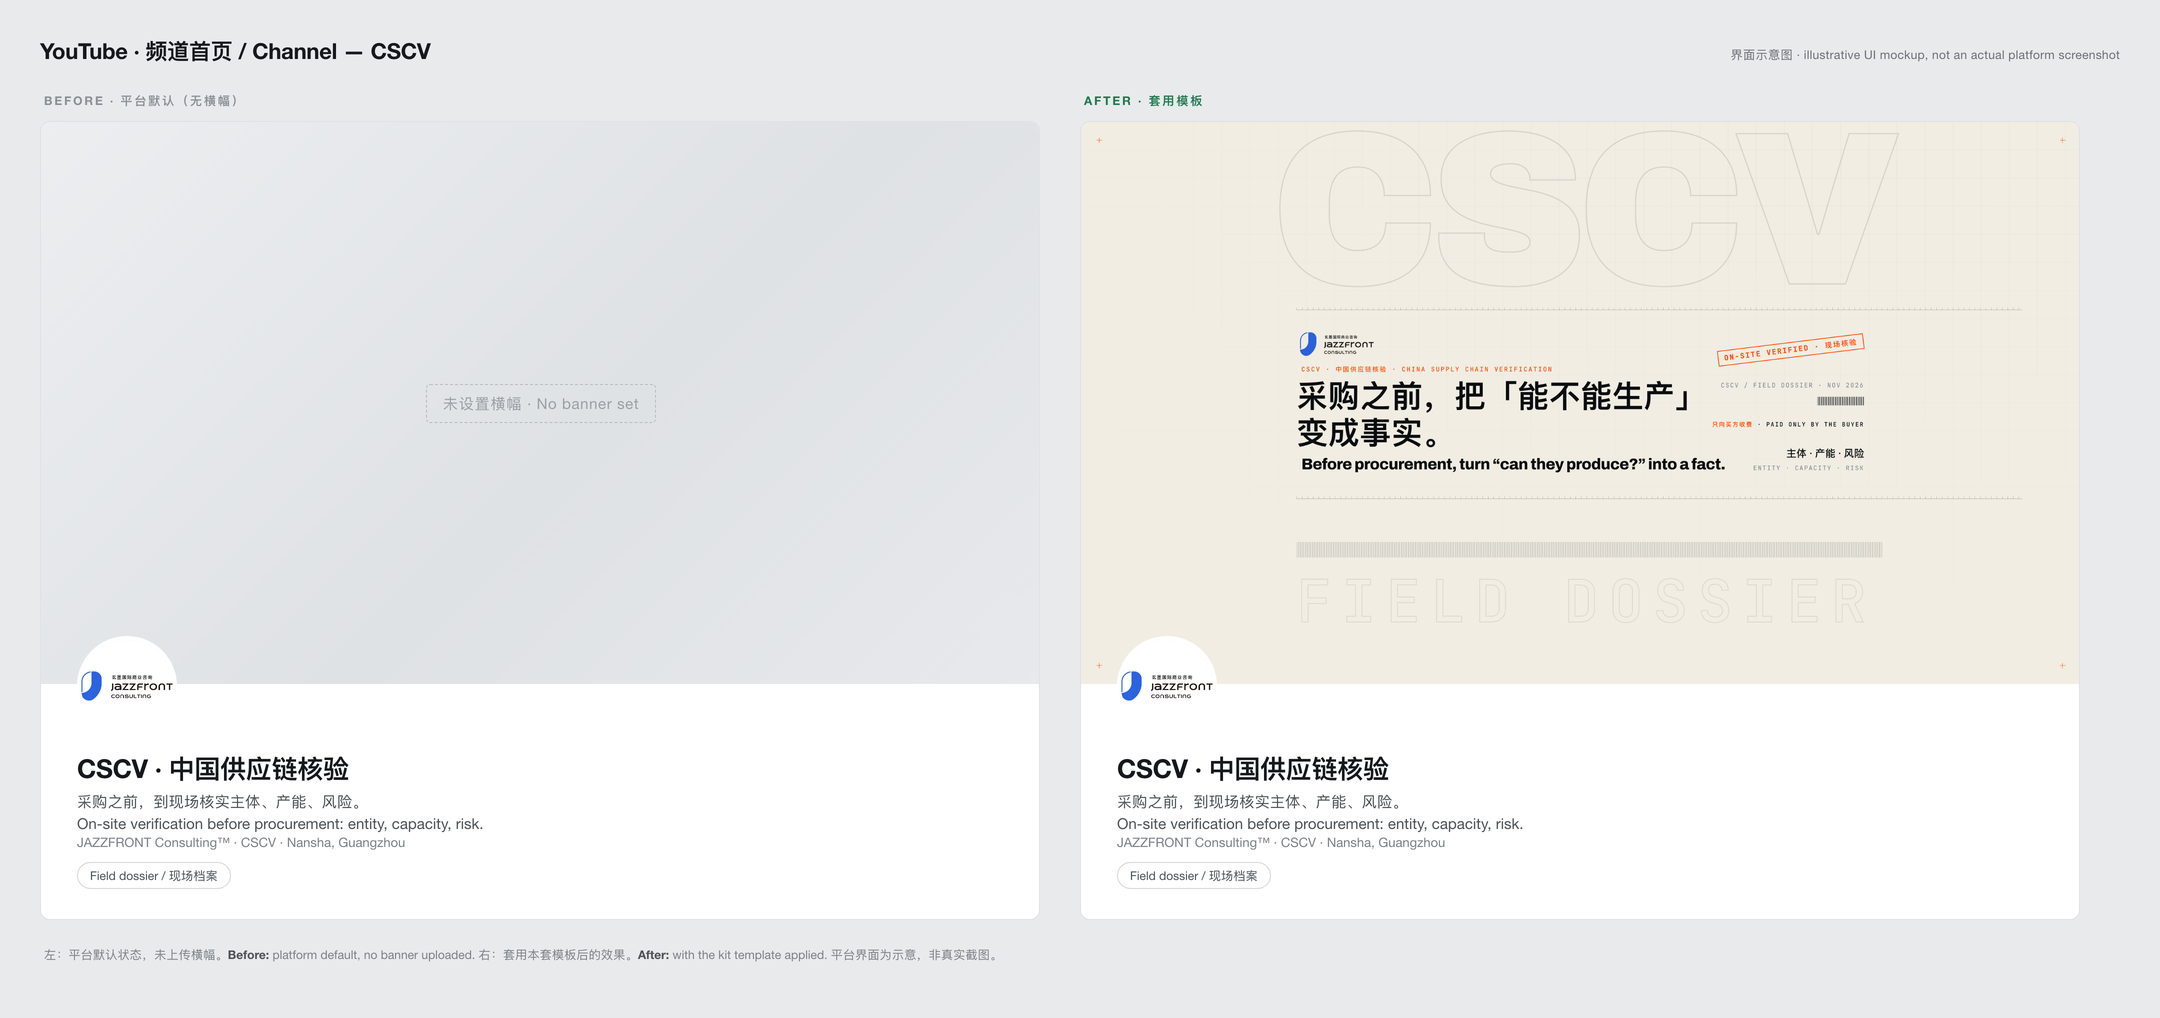 YouTube · 频道首页 / Channel — CSCV
界面示意图 · illustrative UI mockup, not an actual platform screenshot
BEFORE · 平台默认（无横幅）
未设置横幅 · No banner set
JAZZFRONT
CONSULTING
CSCV · 中国供应链核验
采购之前，到现场核实主体、产能、风险。
On-site verification before procurement: entity, capacity, risk.
JAZZFRONT Consulting™ · CSCV · Nansha, Guangzhou
Field dossier / 现场档案
AFTER · 套用模板
CSCV
JAZZFRONT
CONSULTING
CSCV · 中国供应链核验 · CHINA SUPPLY CHAIN VERIFICATION
采购之前，把「能不能生产」
变成事实。
Before procurement, turn “can they produce?” into a fact.
ON-SITE VERIFIED · 现场核验
CSCV / FIELD DOSSIER · NOV 2026
只向买方收费 · PAID ONLY BY THE BUYER
主体 · 产能 · 风险
ENTITY · CAPACITY · RISK
FIELD DOSSIER
JAZZFRONT
CONSULTING
CSCV · 中国供应链核验
采购之前，到现场核实主体、产能、风险。
On-site verification before procurement: entity, capacity, risk.
JAZZFRONT Consulting™ · CSCV · Nansha, Guangzhou
Field dossier / 现场档案
左：平台默认状态，未上传横幅。Before: platform default, no banner uploaded. 右：套用本套模板后的效果。After: with the kit template applied. 平台界面为示意，非真实截图。